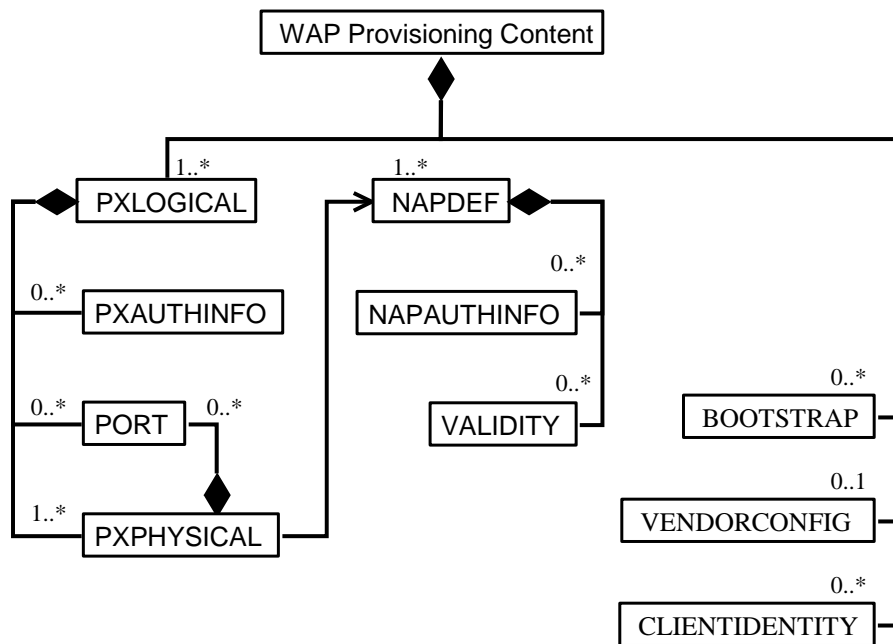 WAP Provisioning Content
1..*
1..*
PXLOGICAL
NAPDEF
0..*
0..*
PXAUTHINFO
NAPAUTHINFO
0..*
0..*
0..*
0..*
PORT
VALIDITY
BOOTSTRAP
0..1
1..*
VENDORCONFIG
PXPHYSICAL
0..*
CLIENTIDENTITY